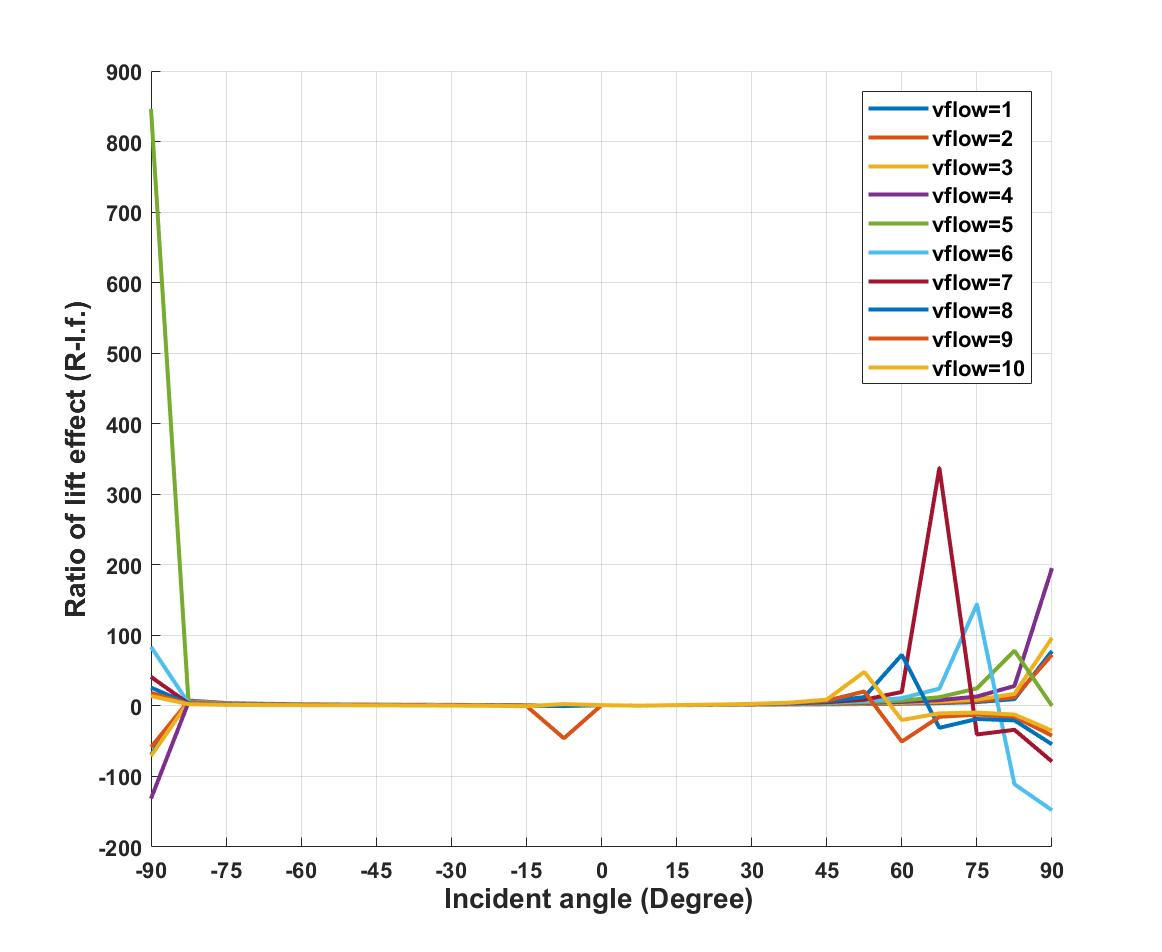 900
800
700
600
500
400
300
200
100
0
-100
-200
Ratio of lift effect (R-l.f.)
vflow=1
vflow=2
vflow=3
vflow=4
vflow=5
vflow=6
vflow=7
vflow=8
vflow=9
vflow=10
-90 -75 -60 -45 -30 -15 0 15 30 45 60 75 90
Incident angle (Degree)